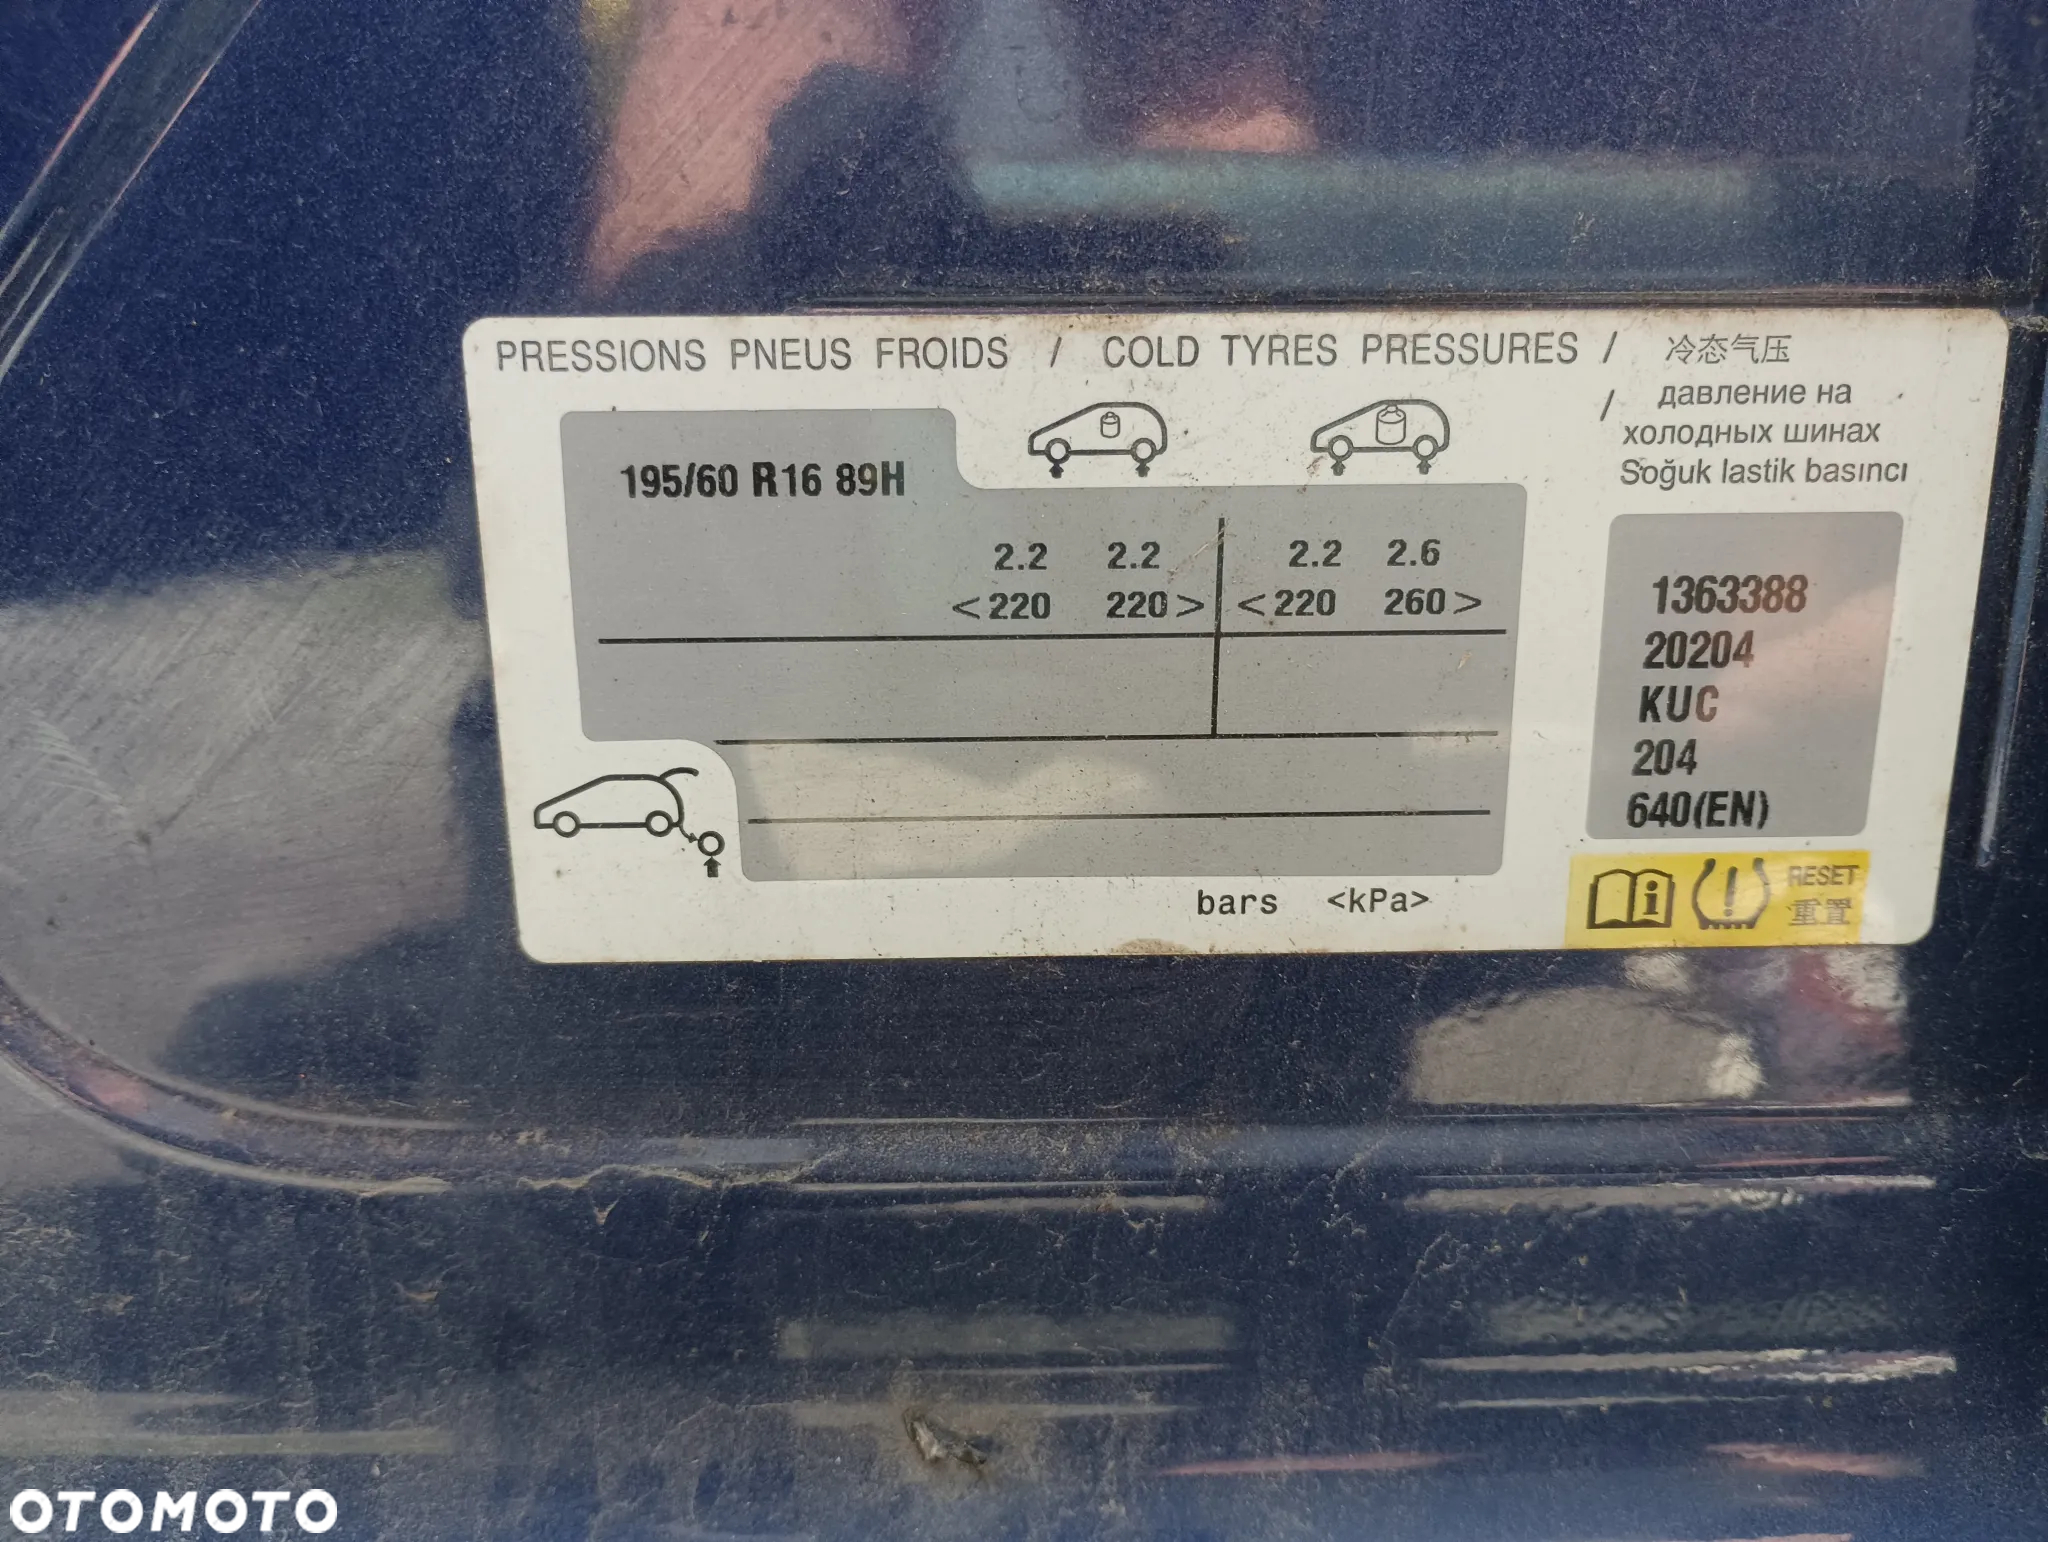 PRESSIONS PNEUS FROIDS / COLD TYRES PRESSURES / 冷态气压
/ давление на
холодных шинах
Soğuk lastik basıncı
195/60 R16 89H
2.2 2.2 2.2 2.6
<220 220> <220 260>
bars <kPa>
1363388
20204
KUC
204
640(EN)
i ! RESET
重置
OTOMOTO